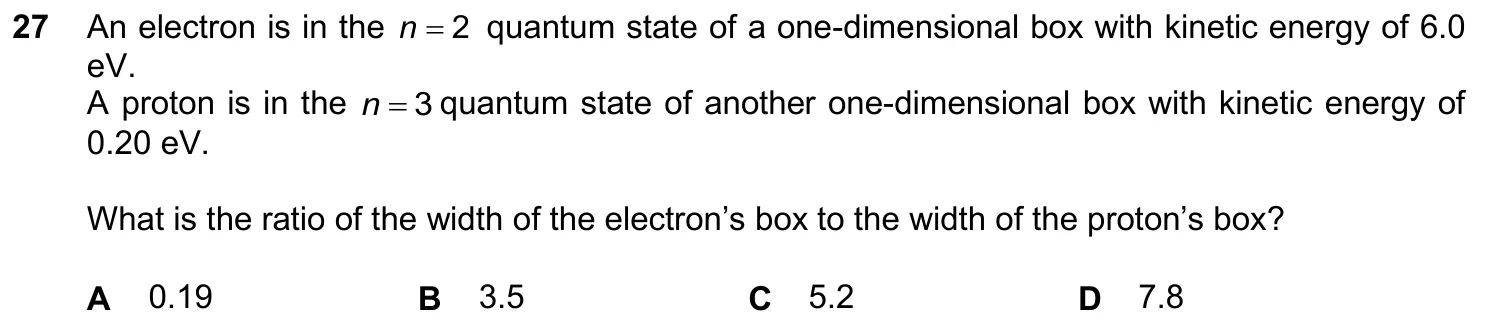 27 An electron is in the n = 2 quantum state of a one-dimensional box with kinetic energy of 6.0
eV.
A proton is in the n = 3 quantum state of another one-dimensional box with kinetic energy of
0.20 eV.
What is the ratio of the width of the electron's box to the width of the proton's box?
A 0.19 B 3.5 C 5.2 D 7.8